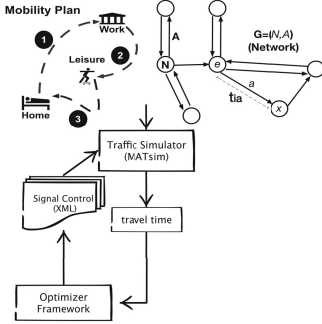 Mobility Plan
1
Work
2
Leisure
3
Home
A
G=(N,A)
(Network)
N
e
a
tia
x
Traffic Simulator
(MATsim)
Signal Control
(XML)
travel time
Optimizer
Framework